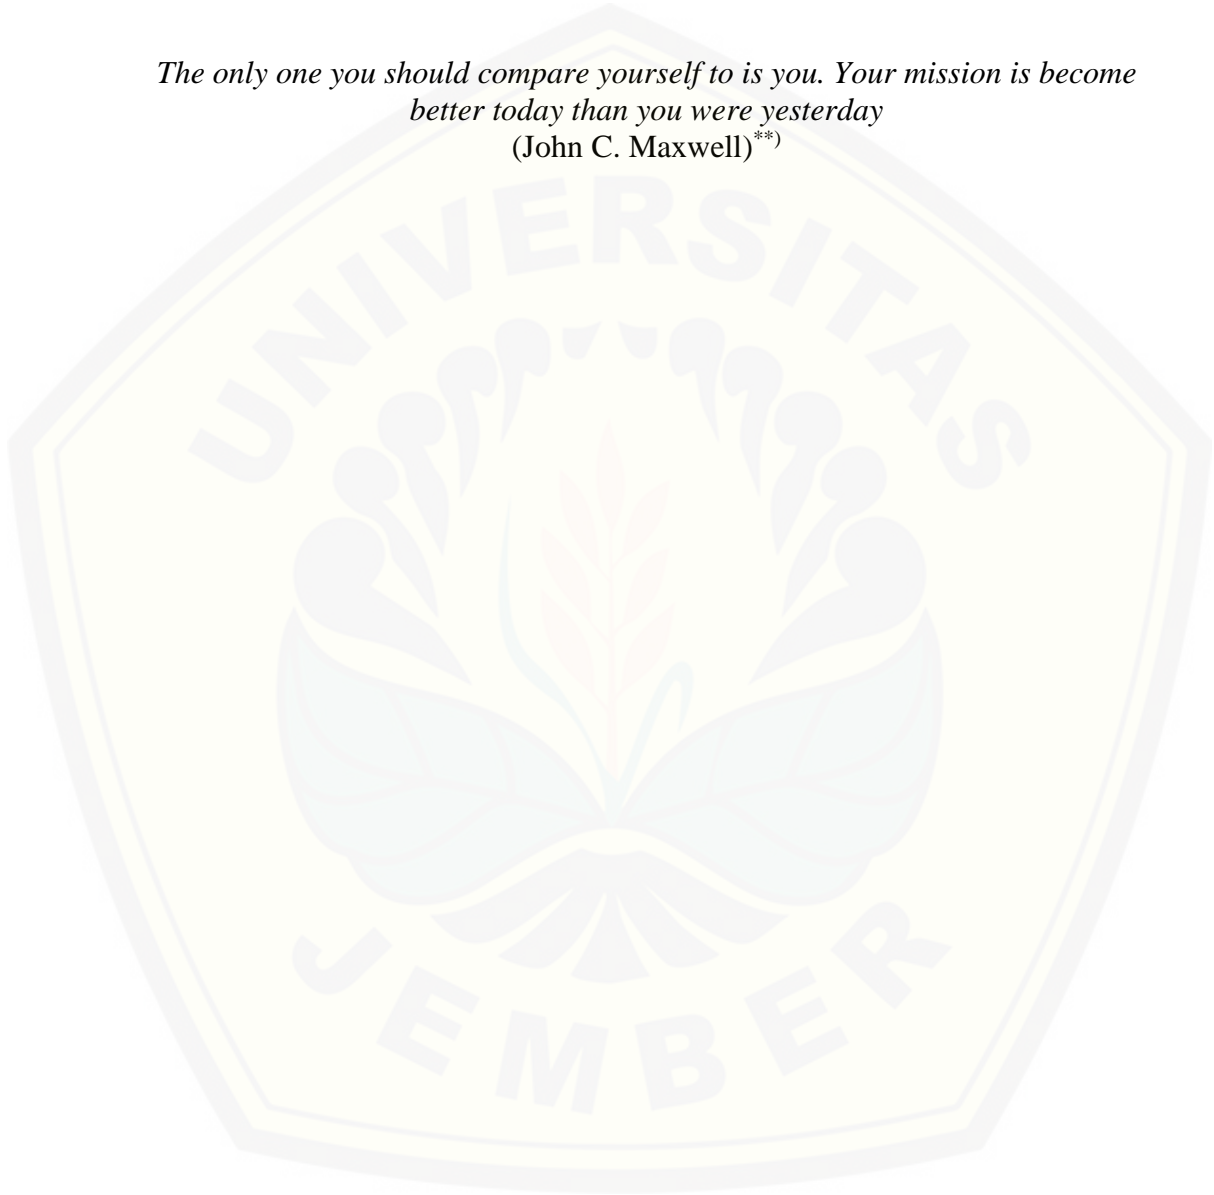 The only one you should compare yourself to is you. Your mission is become
better today than you were yesterday
(John C. Maxwell)**)
UNIVERSITAS
JEMBER